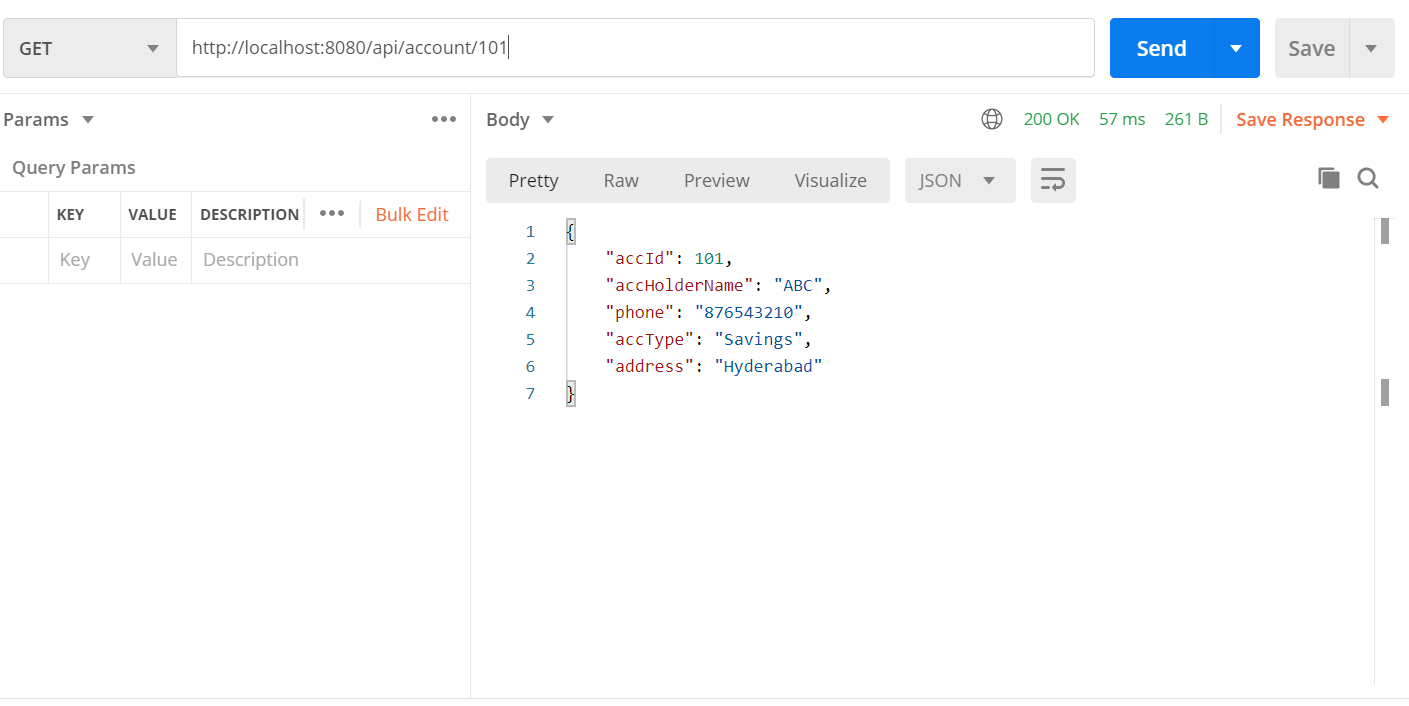 GET http://localhost:8080/api/account/101 Send Save
Params Body 200 OK 57 ms 261 B Save Response
Query Params Pretty Raw Preview Visualize JSON
KEY VALUE DESCRIPTION Bulk Edit
Key Value Description
1 {
2 "accId": 101,
3 "accHolderName": "ABC",
4 "phone": "876543210",
5 "accType": "Savings",
6 "address": "Hyderabad"
7 }